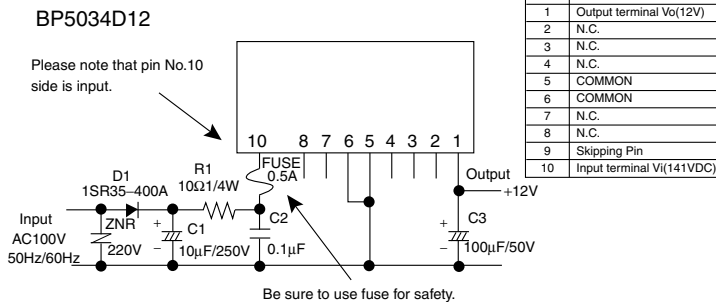 BP5034D12
Please note that pin No.10
side is input.
10 8 7 6 5 4 3 2 1
FUSE
0.5A
D1
1SR35–400A
R1
10Ω1/4W
Input
AC100V
50Hz/60Hz
ZNR
220V
+
–
C1
10µF/250V
C2
0.1µF
Output
+12V
+
–
C3
100µF/50V
Be sure to use fuse for safety.
1 Output terminal Vo(12V)
2 N.C.
3 N.C.
4 N.C.
5 COMMON
6 COMMON
7 N.C.
8 N.C.
9 Skipping Pin
10 Input terminal Vi(141VDC)